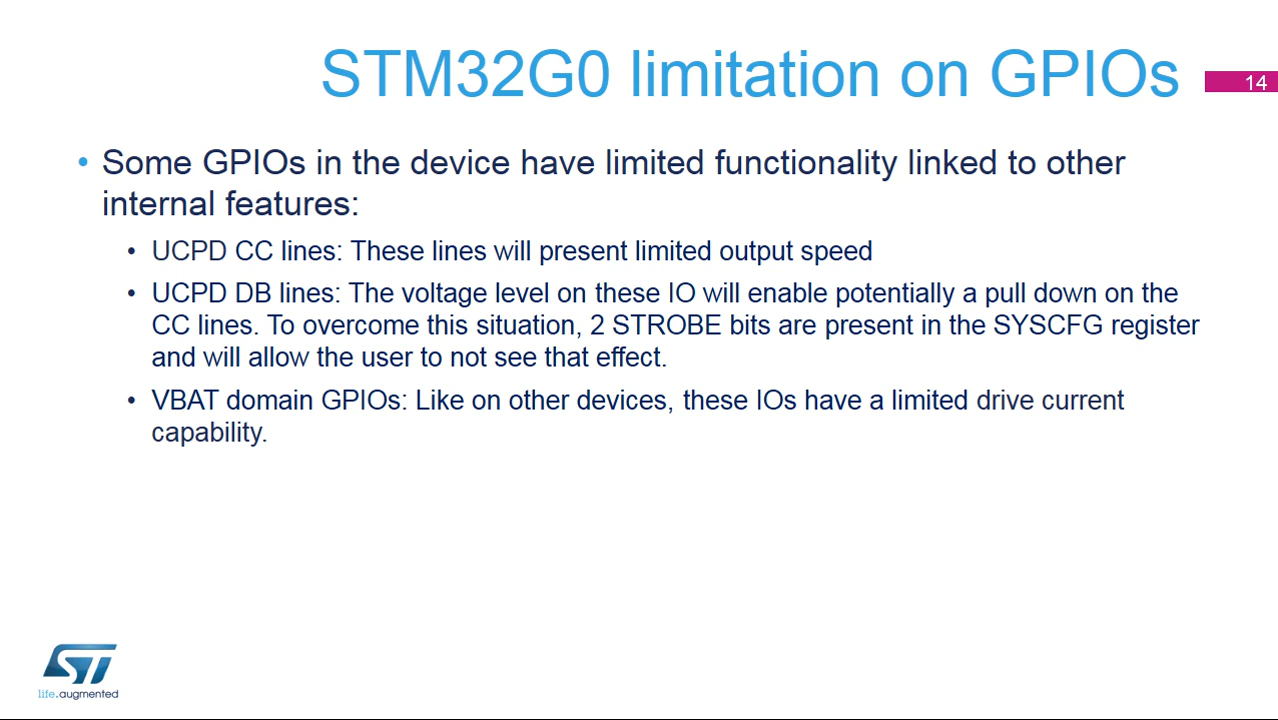 STM32G0 limitation on GPIOs
14
• Some GPIOs in the device have limited functionality linked to other
internal features:
• UCPD CC lines: These lines will present limited output speed
• UCPD DB lines: The voltage level on these IO will enable potentially a pull down on the
CC lines. To overcome this situation, 2 STROBE bits are present in the SYSCFG register
and will allow the user to not see that effect.
• VBAT domain GPIOs: Like on other devices, these IOs have a limited drive current
capability.
ST
life.augmented